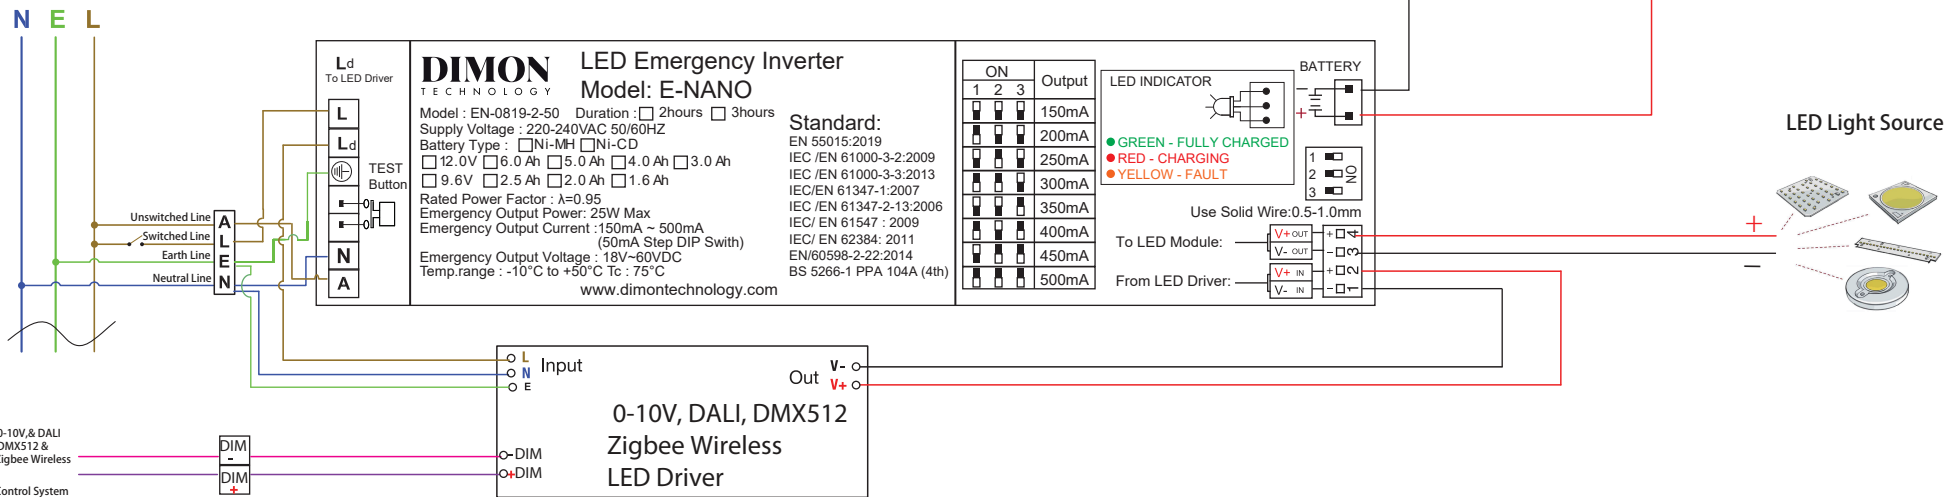 N E L
Ld
To LED Driver
L
Ld
TEST
Button
N
A
Unswitched Line
Switched Line
Earth Line
Neutral Line
A
L
E
N
DIMON
TECHNOLOGY
LED Emergency Inverter
Model: E-NANO
Model : EN-0819-2-50 Duration : 2hours 3hours
Supply Voltage : 220-240VAC 50/60HZ
Battery Type : Ni-MH Ni-CD
12.0V 6.0 Ah 5.0 Ah 4.0 Ah 3.0 Ah
9.6V 2.5 Ah 2.0 Ah 1.6 Ah
Rated Power Factor : λ=0.95
Emergency Output Power: 25W Max
Emergency Output Current :150mA ~ 500mA
(50mA Step DIP Swith)
Emergency Output Voltage : 18V~60VDC
Temp.range : -10°C to +50°C Tc : 75°C
www.dimontechnology.com
Standard:
EN 55015:2019
IEC /EN 61000-3-2:2009
IEC /EN 61000-3-3:2013
IEC/EN 61347-1:2007
IEC /EN 61347-2-13:2006
IEC/ EN 61547 : 2009
IEC/ EN 62384: 2011
EN/60598-2-22:2014
BS 5266-1 PPA 104A (4th)
ON
1 2 3
Output
150mA
200mA
250mA
300mA
350mA
400mA
450mA
500mA
LED INDICATOR
GREEN - FULLY CHARGED
RED - CHARGING
YELLOW - FAULT
BATTERY
−
+
1
2
3
ON
Use Solid Wire:0.5-1.0mm
To LED Module:
V+ OUT + 4
V- OUT − 3
From LED Driver:
V+ IN + 2
V- IN − 1
LED Light Source
+
−
L
N
E
Input
Out
V-
V+
0-10V, DALI, DMX512
Zigbee Wireless
LED Driver
-DIM
+DIM
0-10V,& DALI
DMX512 &
Zigbee Wireless
Control System
DIM
-
DIM
+